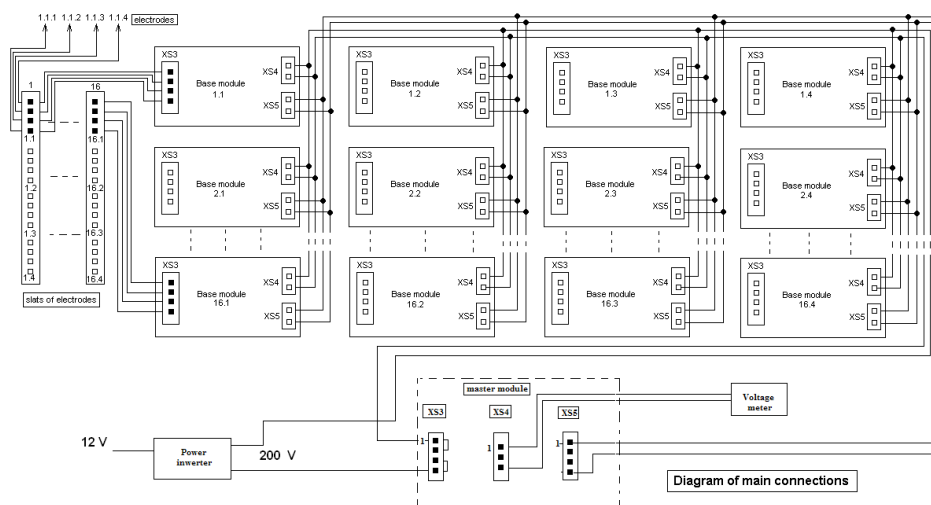 1.1.1 1.1.2 1.1.3 1.1.4 electrodes
XS3 XS4 Base module 1.1 XS5
XS3 XS4 Base module 1.2 XS5
XS3 XS4 Base module 1.3 XS5
XS3 XS4 Base module 1.4 XS5
1 16
1.1 16.1
1.2 16.2
1.3 16.3
1.4 16.4
slats of electrodes
XS3 XS4 Base module 2.1 XS5
XS3 XS4 Base module 2.2 XS5
XS3 XS4 Base module 2.3 XS5
XS3 XS4 Base module 2.4 XS5
XS3 XS4 Base module 16.1 XS5
XS3 XS4 Base module 16.2 XS5
XS3 XS4 Base module 16.3 XS5
XS3 XS4 Base module 16.4 XS5
master module
XS3 XS4 XS5
1 1 1
Voltage
meter
12 V
Power
inverter
200 V
Diagram of main connections